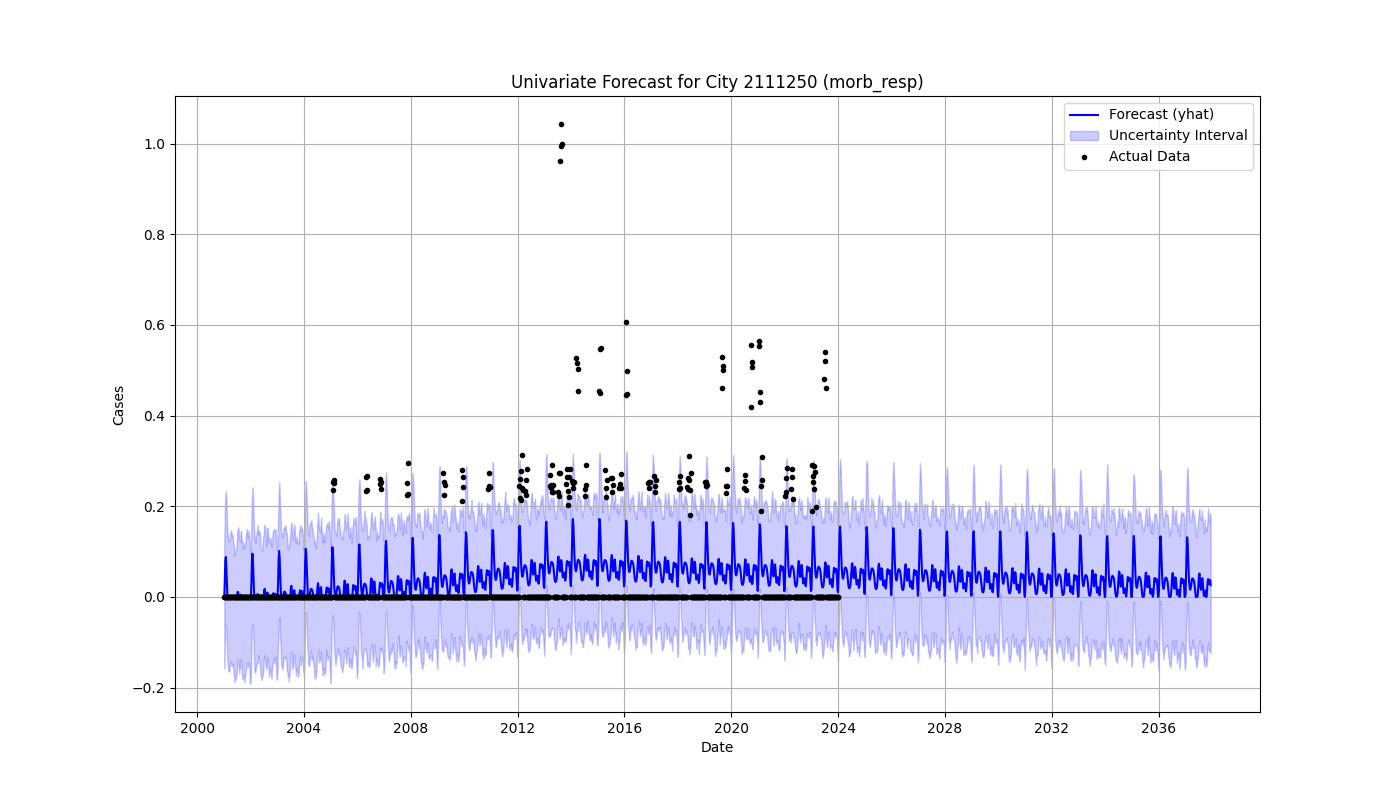 Univariate Forecast for City 2111250 (morb_resp)
Forecast (yhat)
Uncertainty Interval
Actual Data
Cases
1.0
0.8
0.6
0.4
0.2
0.0
−0.2
2000 2004 2008 2012 2016 2020 2024 2028 2032 2036
Date